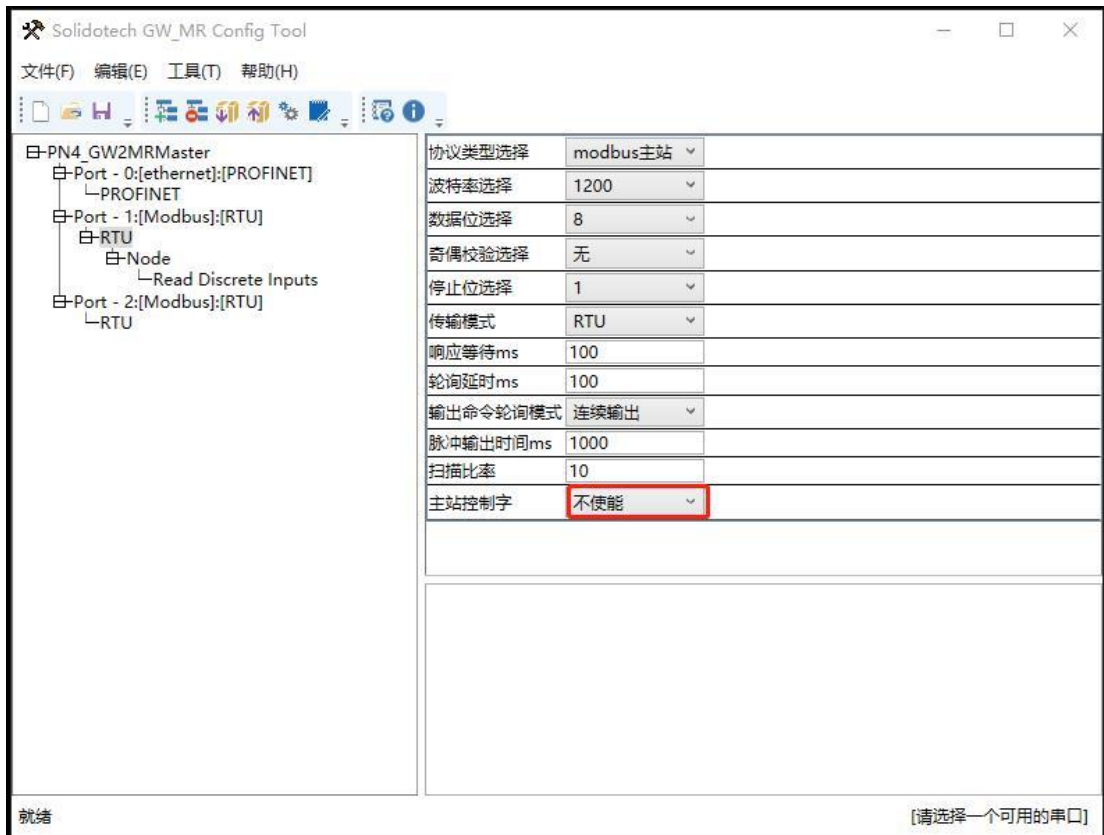 Solidotech GW_MR Config Tool
文件(F) 编辑(E) 工具(T) 帮助(H)
PN4_GW2MRMaster
Port - 0:[ethernet]:[PROFINET]
PROFINET
Port - 1:[Modbus]:[RTU]
RTU
Node
Read Discrete Inputs
Port - 2:[Modbus]:[RTU]
RTU
协议类型选择 modbus主站
波特率选择 1200
数据位选择 8
奇偶校验选择 无
停止位选择 1
传输模式 RTU
响应等待ms 100
轮询延时ms 100
输出命令轮询模式 连续输出
脉冲输出时间ms 1000
扫描比率 10
主站控制字 不使能
就绪 [请选择一个可用的串口]